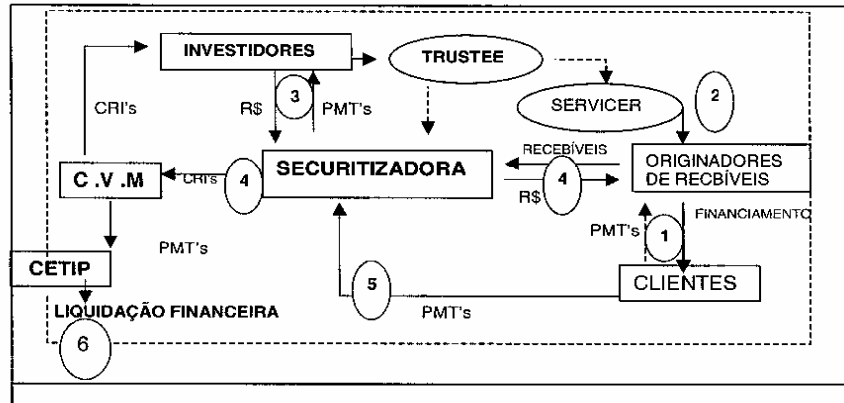 INVESTIDORES
TRUSTEE
CRI's
R$
3
PMT's
SERVICER
2
C .V .M
CRI's
4
SECURITIZADORA
RECEBÍVEIS
R$
4
ORIGINADORES
DE RECBÍVEIS
PMT's
1
FINANCIAMENTO
CETIP
PMT's
5
PMT's
CLIENTES
LIQUIDAÇÃO FINANCEIRA
6